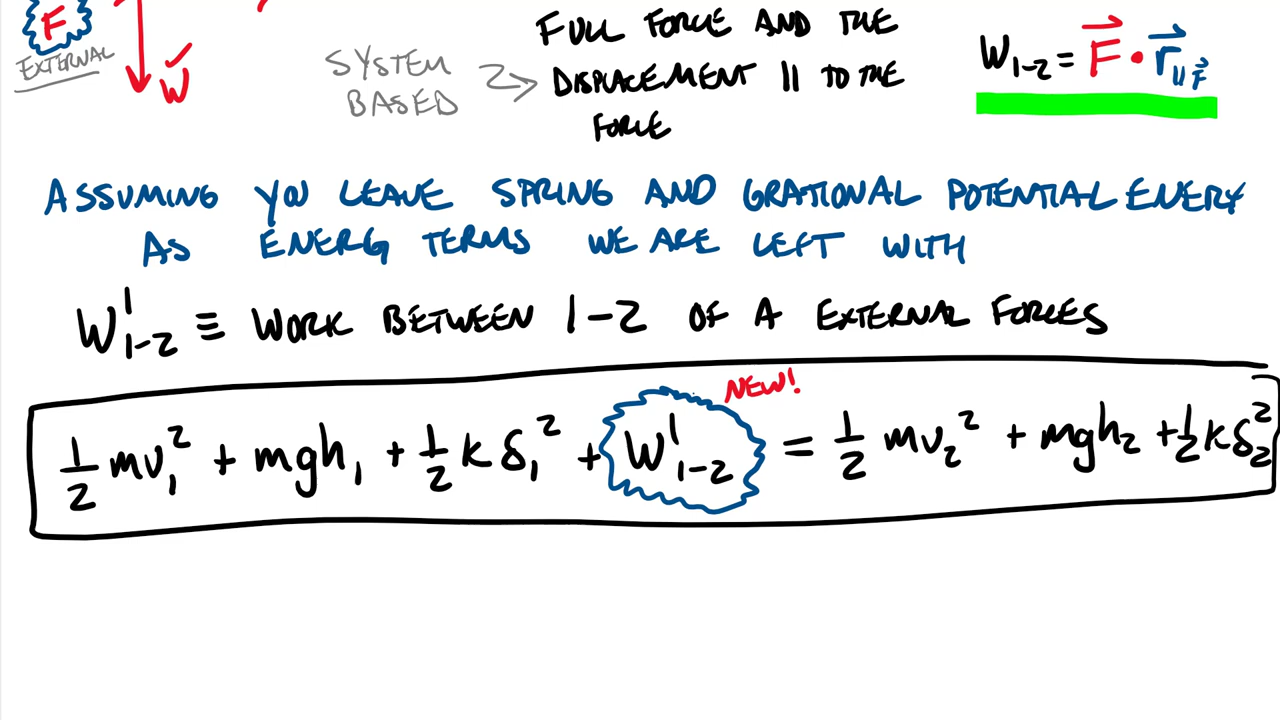 F
EXTERNAL
W
SYSTEM BASED
FULL FORCE AND THE
DISPLACEMENT || TO THE
FORCE
W₁₋₂ = F • r ∥F
ASSUMING YOU LEAVE SPRING AND GRATIONAL POTENTIAL ENERY
AS ENERG TERMS WE ARE LEFT WITH
W'₁₋₂ ≡ WORK BETWEEN 1-2 OF A EXTERNAL FORCES
NEW!
1/2 mv₁² + mgh₁ + 1/2 kδ₁² + W'₁₋₂ = 1/2 mv₂² + mgh₂ + 1/2 kδ₂²